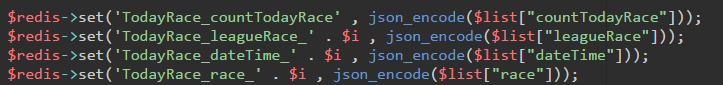 $redis->set('TodayRace_countTodayRace' , json_encode($list["countTodayRace"]));
$redis->set('TodayRace_leagueRace_' . $i , json_encode($list["leagueRace"]));
$redis->set('TodayRace_dateTime_' . $i , json_encode($list["dateTime"]));
$redis->set('TodayRace_race_' . $i , json_encode($list["race"]));